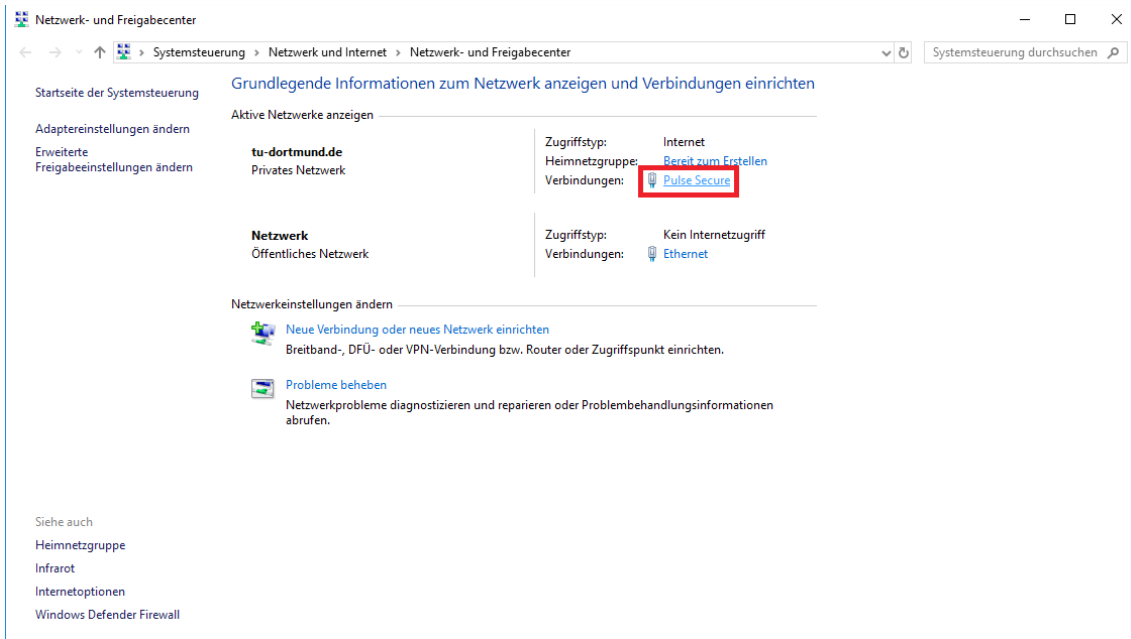 Netzwerk- und Freigabecenter
Systemsteuerung > Netzwerk und Internet > Netzwerk- und Freigabecenter
Systemsteuerung durchsuchen
Startseite der Systemsteuerung
Adaptereinstellungen ändern
Erweiterte
Freigabeeinstellungen ändern
Grundlegende Informationen zum Netzwerk anzeigen und Verbindungen einrichten
Aktive Netzwerke anzeigen
tu-dortmund.de
Privates Netzwerk
Zugriffstyp: Internet
Heimnetzgruppe: Bereit zum Erstellen
Verbindungen: Pulse Secure
Netzwerk
Öffentliches Netzwerk
Zugriffstyp: Kein Internetzugriff
Verbindungen: Ethernet
Netzwerkeinstellungen ändern
Neue Verbindung oder neues Netzwerk einrichten
Breitband-, DFÜ- oder VPN-Verbindung bzw. Router oder Zugriffspunkt einrichten.
Probleme beheben
Netzwerkprobleme diagnostizieren und reparieren oder Problembehandlungsinformationen
abrufen.
Siehe auch
Heimnetzgruppe
Infrarot
Internetoptionen
Windows Defender Firewall